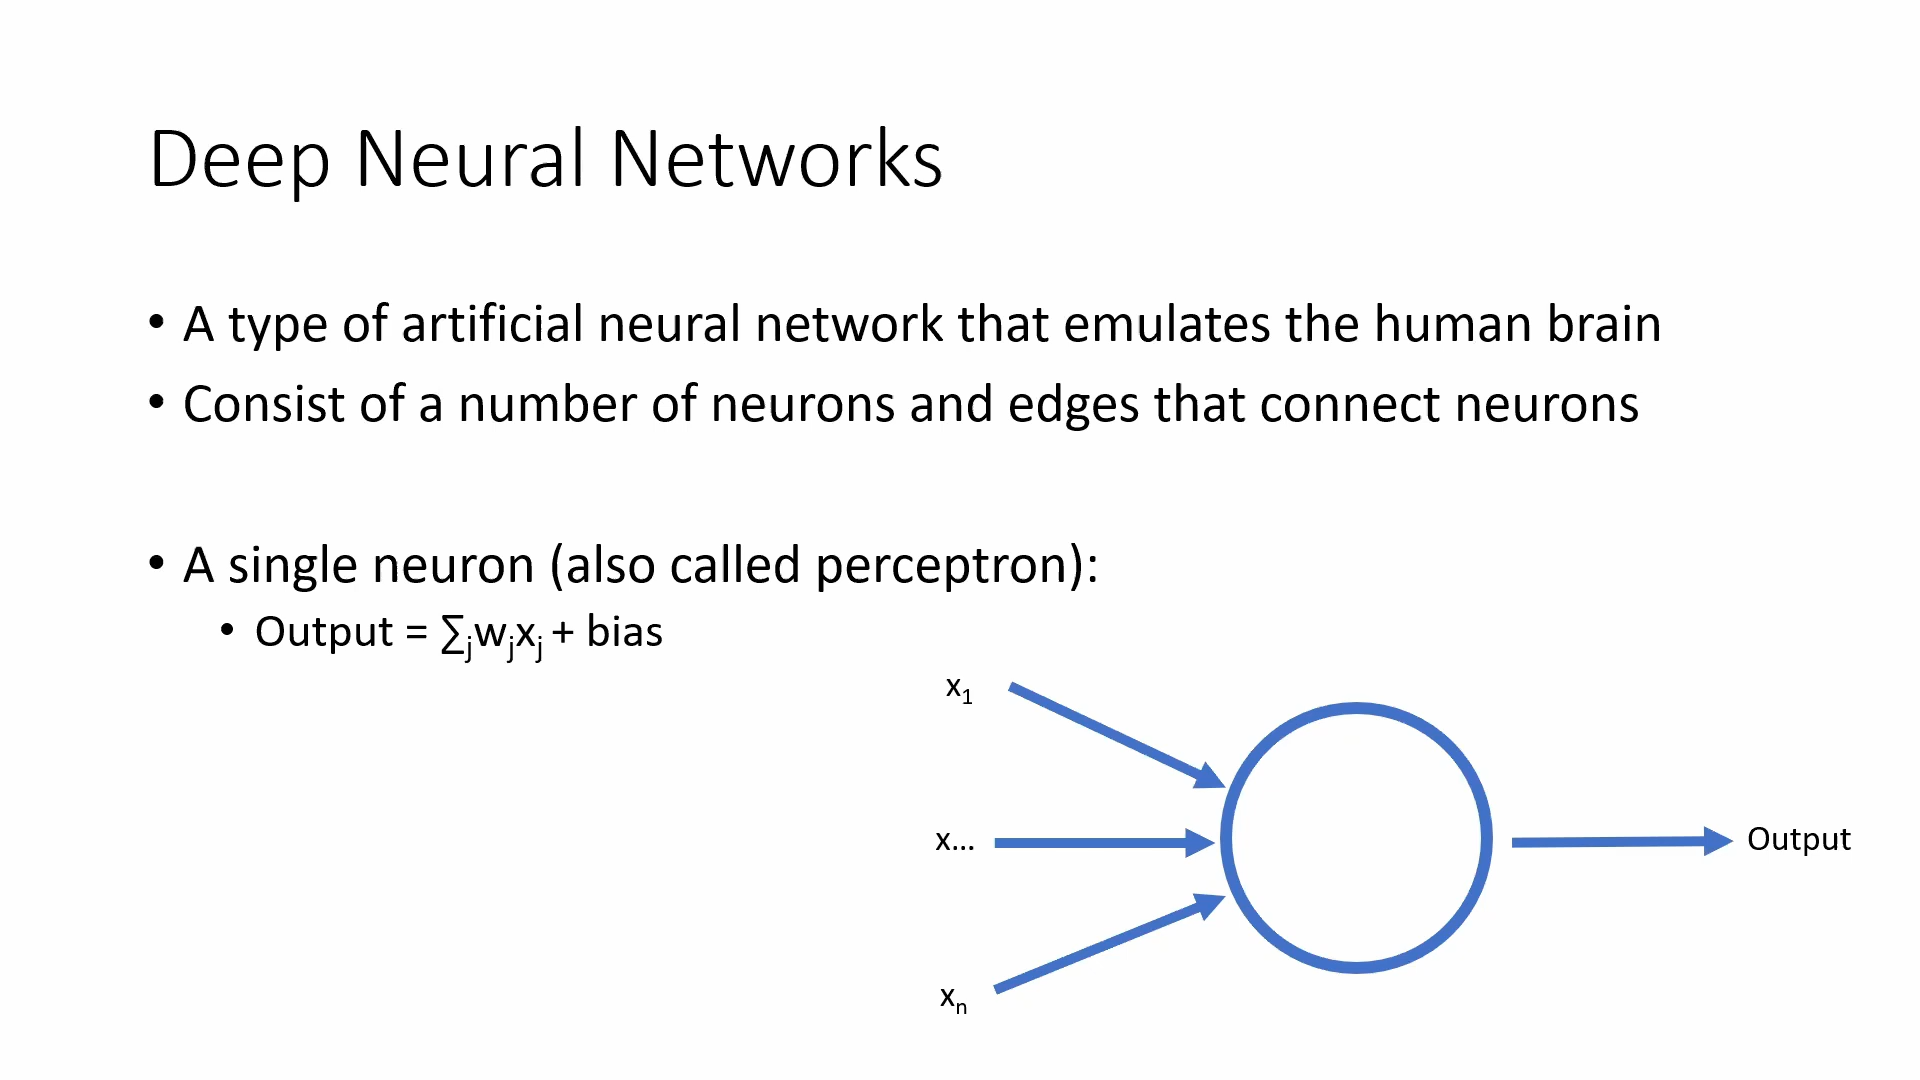 Deep Neural Networks
• A type of artificial neural network that emulates the human brain
• Consist of a number of neurons and edges that connect neurons
• A single neuron (also called perceptron):
• Output = ∑ⱼwⱼxⱼ + bias
x₁
x...
Output
xₙ